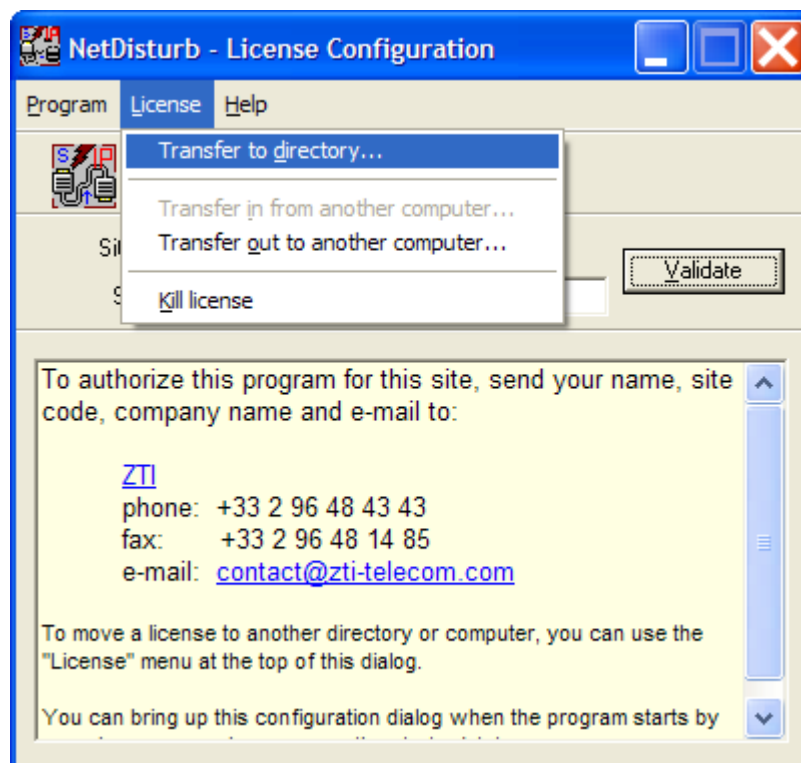 NetDisturb - License Configuration
Program License Help
Transfer to directory...
Transfer in from another computer...
Transfer out to another computer...
Kill license
Validate
To authorize this program for this site, send your name, site
code, company name and e-mail to:
ZTI
phone: +33 2 96 48 43 43
fax: +33 2 96 48 14 85
e-mail: contact@zti-telecom.com
To move a license to another directory or computer, you can use the
"License" menu at the top of this dialog.
You can bring up this configuration dialog when the program starts by